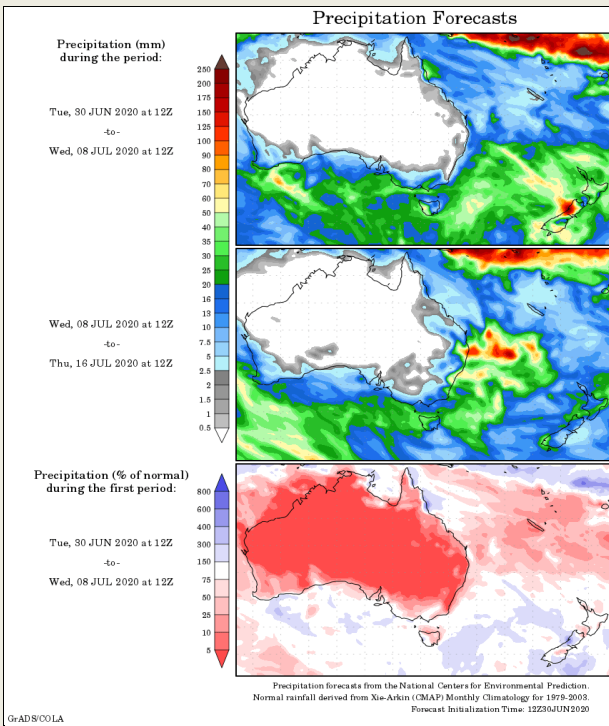 Precipitation Forecasts
Precipitation (mm)
during the period:
Tue, 30 JUN 2020 at 12Z
-to-
Wed, 08 JUL 2020 at 12Z
250
200
175
150
125
100
90
80
70
60
50
40
35
30
25
20
16
13
10
7.5
5
2.5
2
1.5
1
0.5
Wed, 08 JUL 2020 at 12Z
-to-
Thu, 16 JUL 2020 at 12Z
Precipitation (% of normal)
during the first period:
Tue, 30 JUN 2020 at 12Z
-to-
Wed, 08 JUL 2020 at 12Z
800
600
400
300
150
75
50
25
10
5
Precipitation forecasts from the National Centers for Environmental Prediction.
Normal rainfall derived from Xie-Arkin (CMAP) Monthly Climatology for 1979-2003.
Forecast Initialization Time: 12Z30JUN2020
GrADS/COLA